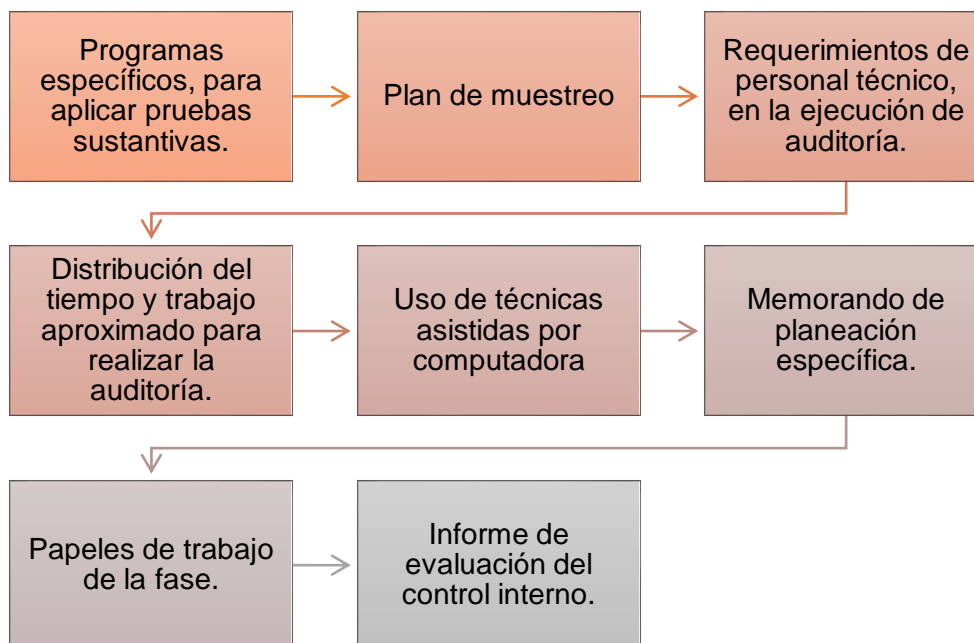 Programas
específicos, para
aplicar pruebas
sustantivas.
Plan de muestreo
Requerimientos de
personal técnico,
en la ejecución de
auditoría.
Distribución del
tiempo y trabajo
aproximado para
realizar la
auditoría.
Uso de técnicas
asistidas por
computadora
Memorando de
planeación
específica.
Papeles de trabajo
de la fase.
Informe de
evaluación del
control interno.